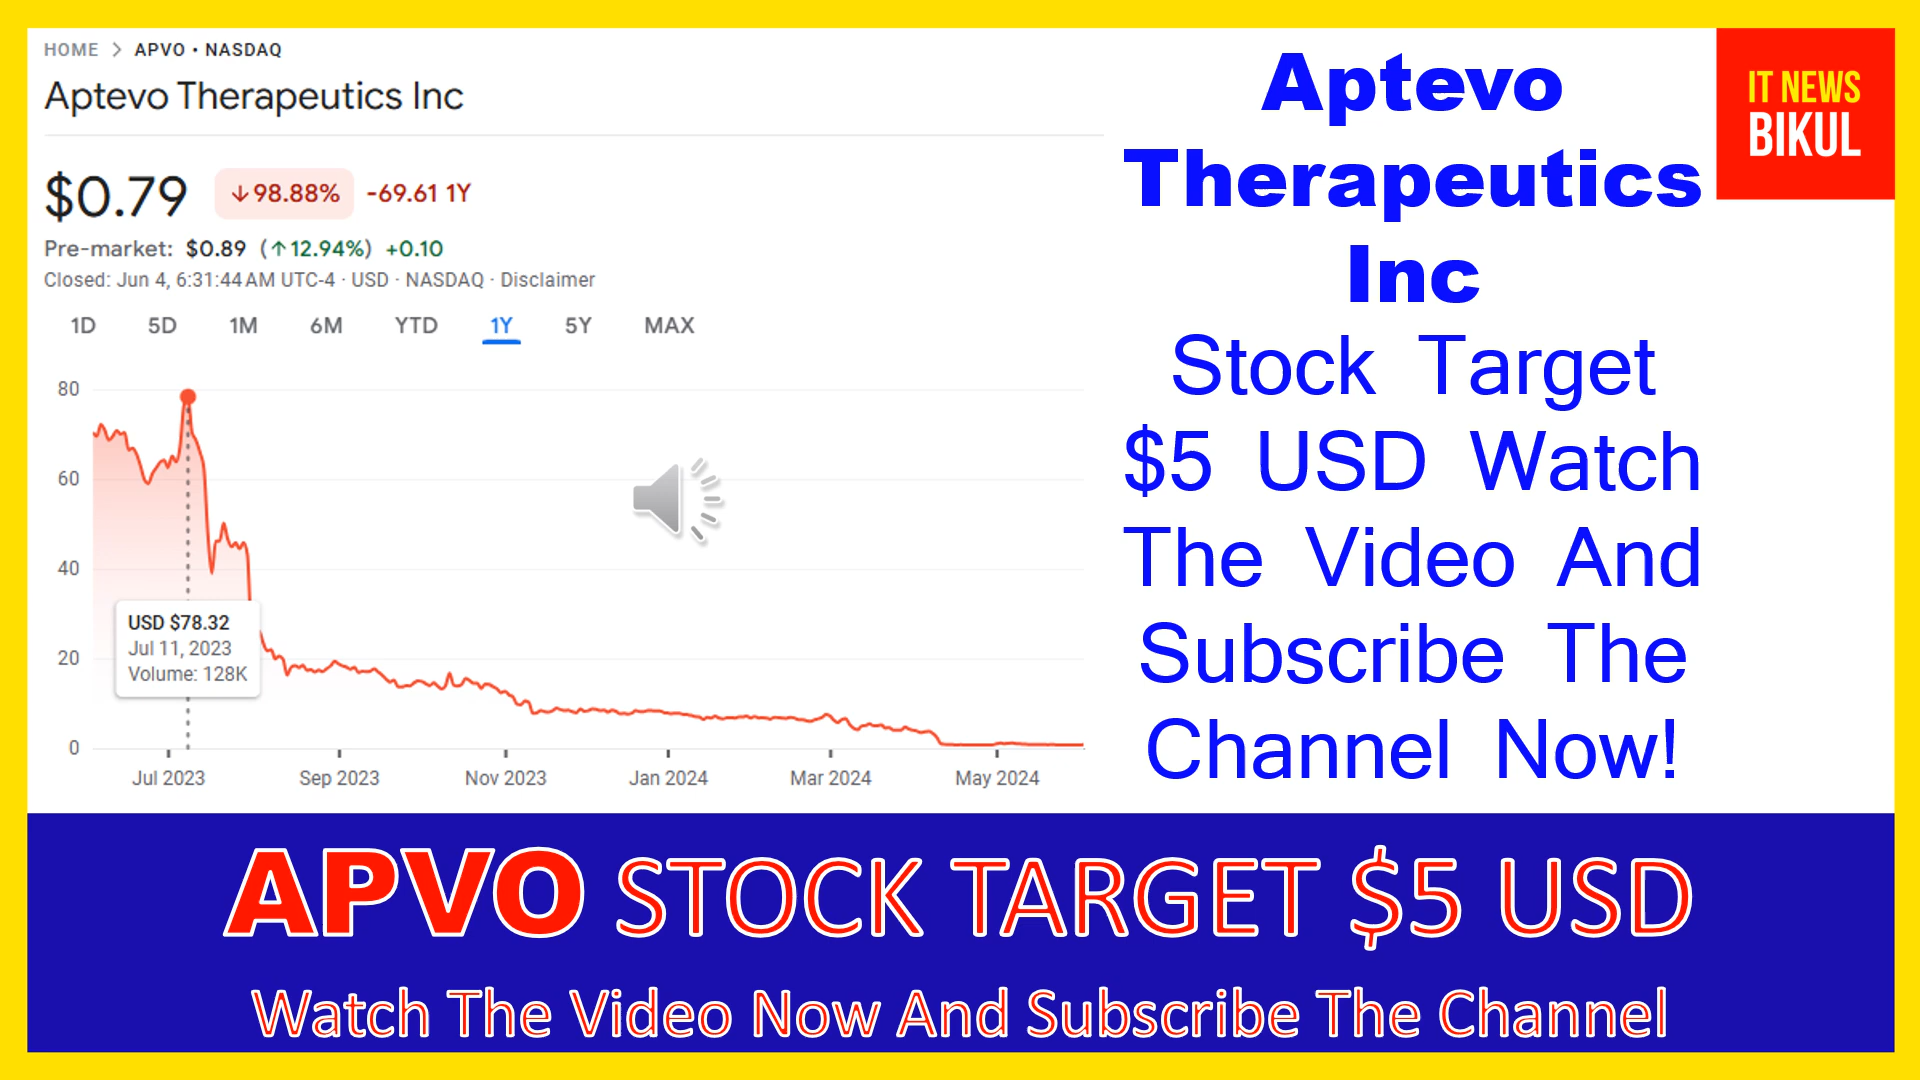 HOME > APVO • NASDAQ
Aptevo Therapeutics Inc
$0.79 ↓98.88% -69.61 1Y
Pre-market: $0.89 (↑12.94%) +0.10
Closed: Jun 4, 6:31:44 AM UTC-4 · USD · NASDAQ · Disclaimer
1D 5D 1M 6M YTD 1Y 5Y MAX
80
60
40
20
0
USD $78.32
Jul 11, 2023
Volume: 128K
Jul 2023 Sep 2023 Nov 2023 Jan 2024 Mar 2024 May 2024
Aptevo
Therapeutics
Inc
Stock Target
$5 USD Watch
The Video And
Subscribe The
Channel Now!
IT NEWS
BIKUL
APVO STOCK TARGET $5 USD
Watch The Video Now And Subscribe The Channel